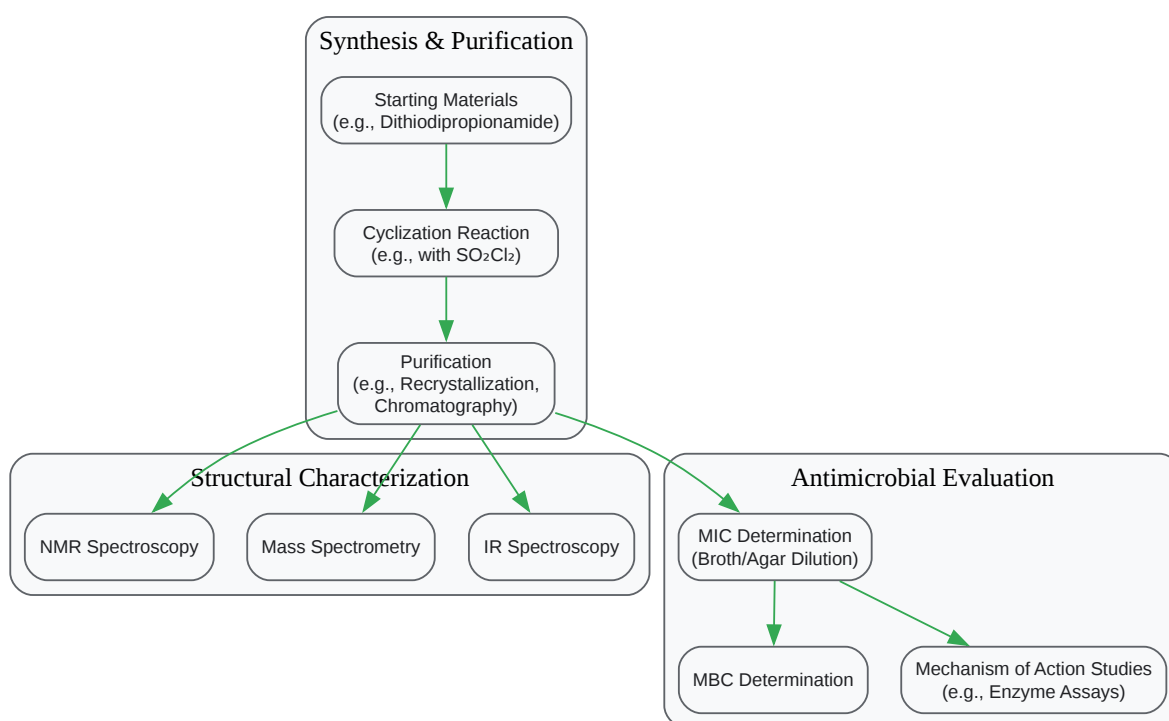 Synthesis & Purification
Starting Materials
(e.g., Dithiodipropionamide)
Cyclization Reaction
(e.g., with SO₂Cl₂)
Purification
(e.g., Recrystallization,
Chromatography)
Structural Characterization
NMR Spectroscopy
Mass Spectrometry
IR Spectroscopy
Antimicrobial Evaluation
MIC Determination
(Broth/Agar Dilution)
MBC Determination
Mechanism of Action Studies
(e.g., Enzyme Assays)